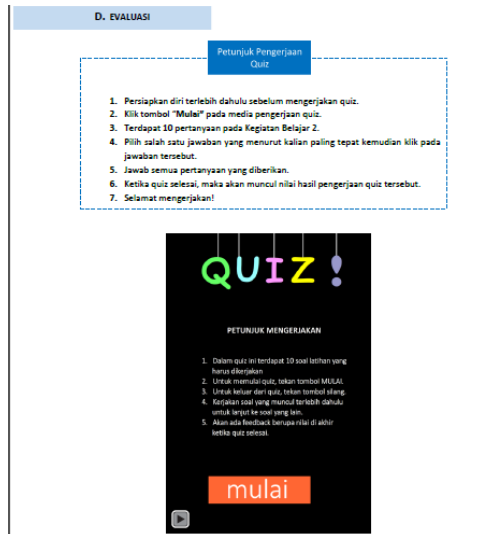 D. EVALUASI
Petunjuk Pengerjaan
Quiz
1. Persiapkan diri terlebih dahulu sebelum mengerjakan quiz.
2. Klik tombol "Mulai" pada media pengerjaan quiz.
3. Terdapat 10 pertanyaan pada Kegiatan Belajar 2.
4. Pilih salah satu jawaban yang menurut kalian paling tepat kemudian klik pada
jawaban tersebut.
5. Jawab semua pertanyaan yang diberikan.
6. Ketika quiz selesai, maka akan muncul nilai hasil pengerjaan quiz tersebut.
7. Selamat mengerjakan!
QUIZ!
PETUNJUK MENGERJAKAN
1. Dalam quiz ini terdapat 10 soal latihan yang
harus dikerjakan
2. Untuk memulai quiz, tekan tombol MULAI.
3. Untuk keluar dari quiz, tekan tombol silang.
4. Kerjakan soal yang muncul terlebih dahulu
untuk lanjut ke soal yang lain.
5. Akan ada feedback berupa nilai di akhir
ketika quiz selesai.
mulai